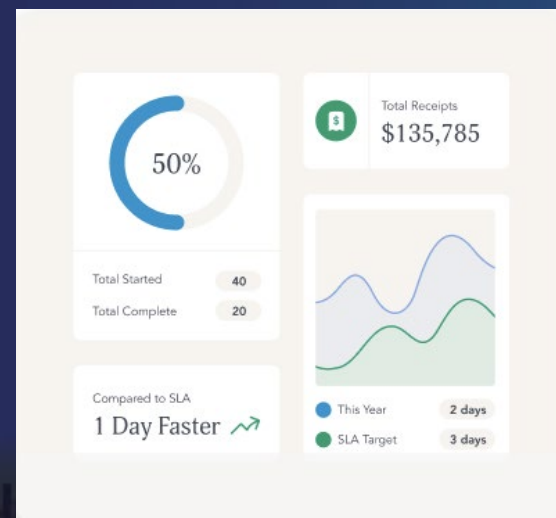 50%
Total Started 40
Total Complete 20
Compared to SLA
1 Day Faster
$
Total Receipts
$135,785
This Year 2 days
SLA Target 3 days